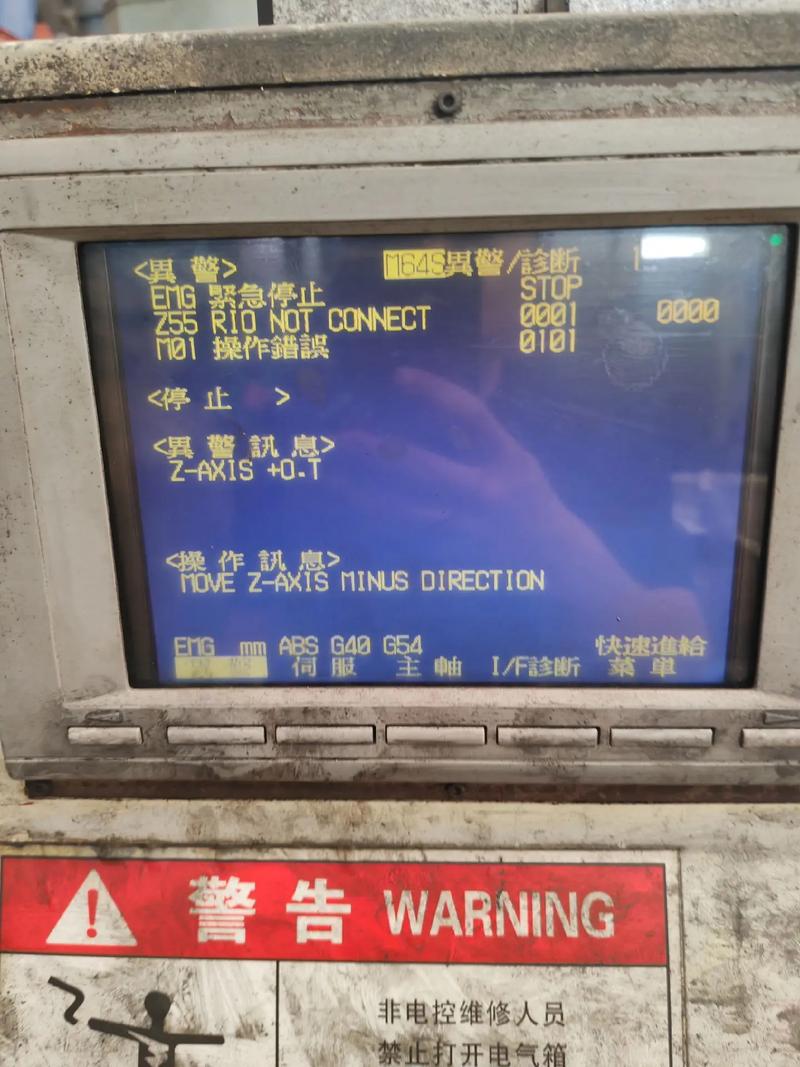 <異 警> M64S異警/診断 1
EMG 緊急停止 STOP
Z55 RIO NOT CONNECT 0001 0000
M01 操作錯誤 0101
<停 止 >
<異 警 訊 息>
Z-AXIS +O.T
<操 作 訊 息>
MOVE Z-AXIS MINUS DIRECTION
EMG mm ABS G40 G54 快速進給
伺 服 主 軸 I/F診断 菜 單
警 告 WARNING
非电控维修人员
禁止打开电气箱